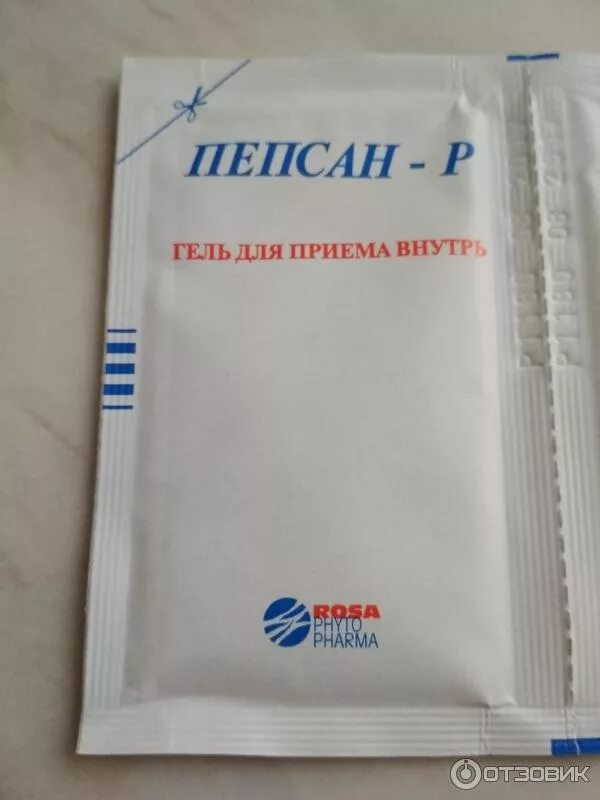 ПЕПСАН - Р
ГЕЛЬ ДЛЯ ПРИЕМА ВНУТРЬ
ROSA
PHYTO
PHARMA
ОТЗОВИК